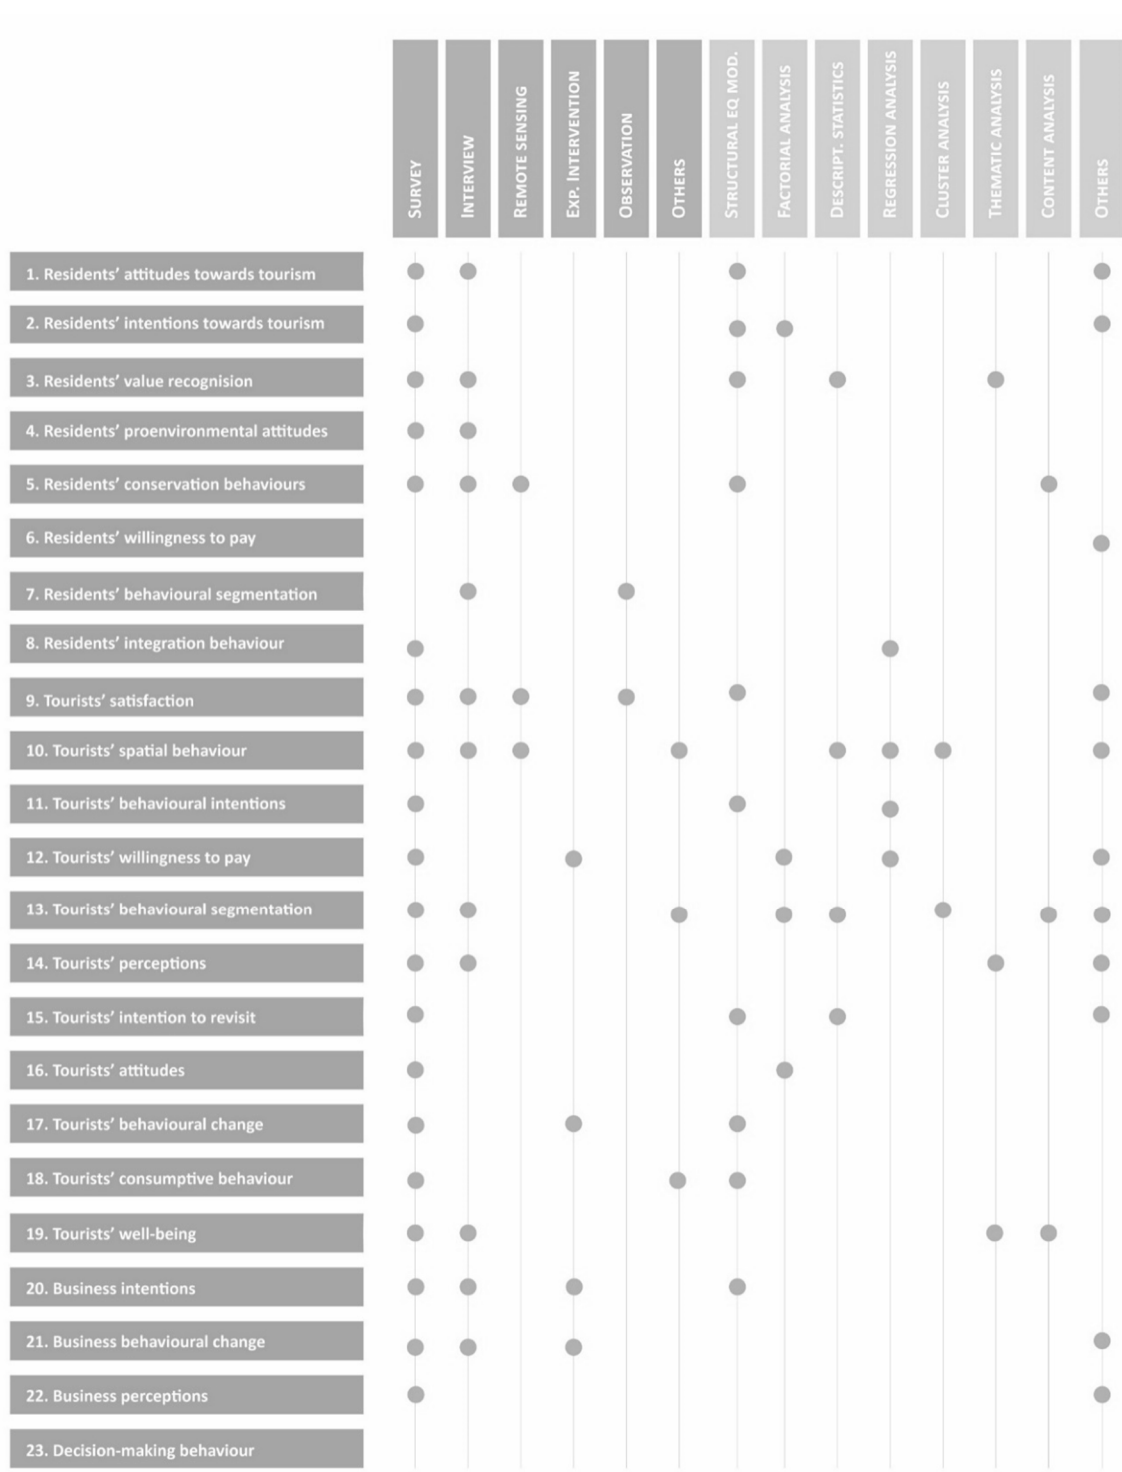 SURVEY
INTERVIEW
REMOTE SENSING
EXP. INTERVENTION
OBSERVATION
OTHERS
STRUCTURAL EQ MOD.
FACTORIAL ANALYSIS
DESCRIPT. STATISTICS
REGRESSION ANALYSIS
CLUSTER ANALYSIS
THEMATIC ANALYSIS
CONTENT ANALYSIS
OTHERS
1. Residents’ attitudes towards tourism
2. Residents’ intentions towards tourism
3. Residents’ value recognision
4. Residents’ proenvironmental attitudes
5. Residents’ conservation behaviours
6. Residents’ willingness to pay
7. Residents’ behavioural segmentation
8. Residents’ integration behaviour
9. Tourists’ satisfaction
10. Tourists’ spatial behaviour
11. Tourists’ behavioural intentions
12. Tourists’ willingness to pay
13. Tourists’ behavioural segmentation
14. Tourists’ perceptions
15. Tourists’ intention to revisit
16. Tourists’ attitudes
17. Tourists’ behavioural change
18. Tourists’ consumptive behaviour
19. Tourists’ well-being
20. Business intentions
21. Business behavioural change
22. Business perceptions
23. Decision-making behaviour